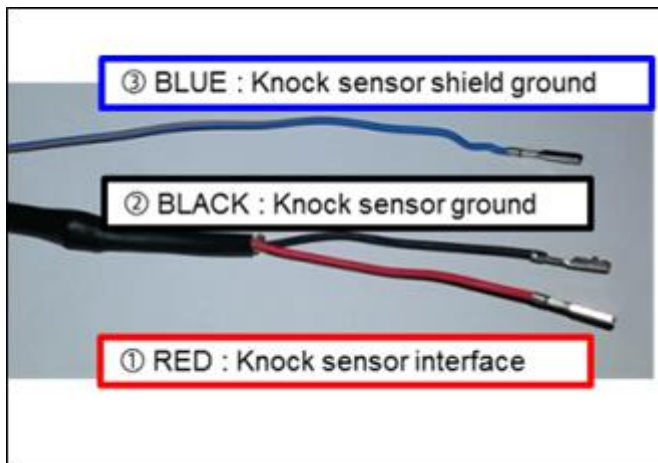 ③ BLUE : Knock sensor shield ground
② BLACK : Knock sensor ground
① RED : Knock sensor interface